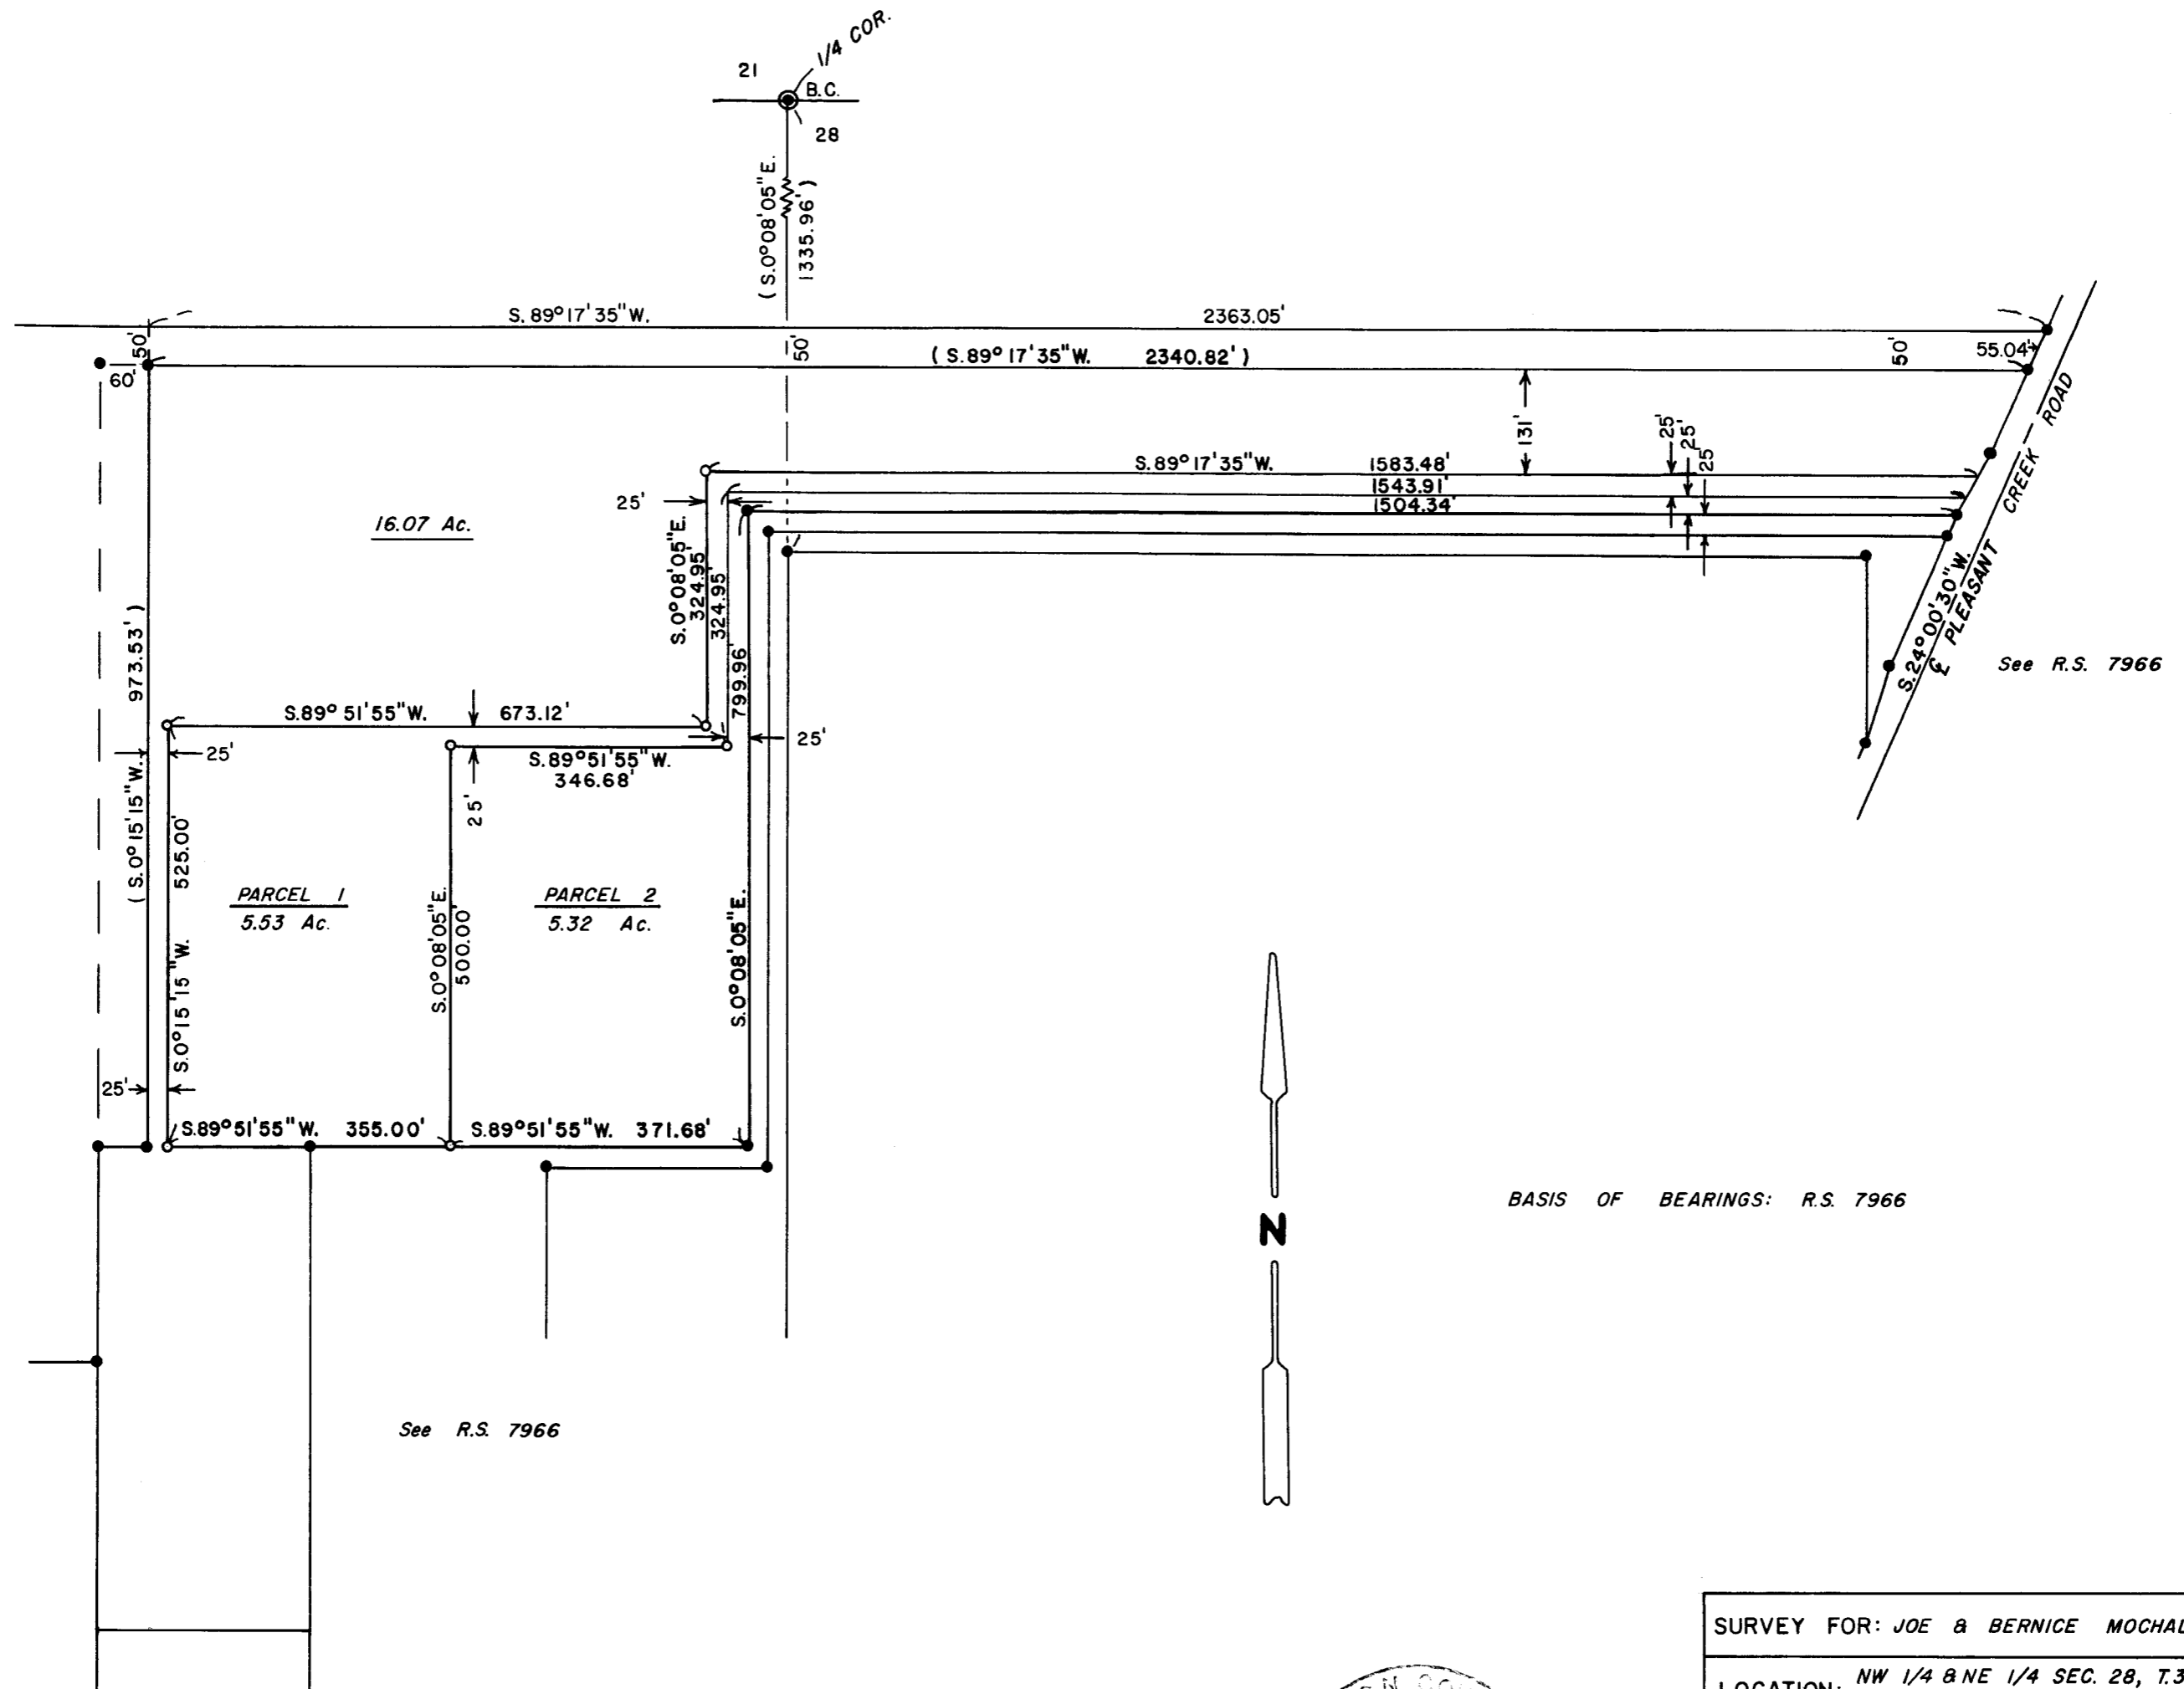 1/4 COR.
21
B.C.
28
(S.0°08'05"E.
1335.96')
S.89°17'35"W. 2363.05'
50'
50'
50'
55.04'
60'
(S.89°17'35"W. 2340.82')
131'
25'
25'
25'
S.89°17'35"W. 1583.48'
1543.91'
1504.34'
25'
16.07 Ac.
S.0°08'05"E.
324.95'
324.95'
799.96'
S.24°00'30"W.
℄ PLEASANT CREEK ROAD
See R.S. 7966
973.53')
(S.0°15'15"W.
S.89°51'55"W. 673.12'
25'
25'
S.89°51'55"W.
346.68'
25'
525.00'
S.0°15'15"W.
PARCEL 1
5.53 Ac.
S.0°08'05"E.
500.00'
PARCEL 2
5.32 Ac.
S.0°08'05"E.
25'
S.89°51'55"W. 355.00'
S.89°51'55"W. 371.68'
N
BASIS OF BEARINGS: R.S. 7966
See R.S. 7966
SURVEY FOR: JOE & BERNICE
LOCATION: NW 1/4 & NE 1/4 SEC. 28,